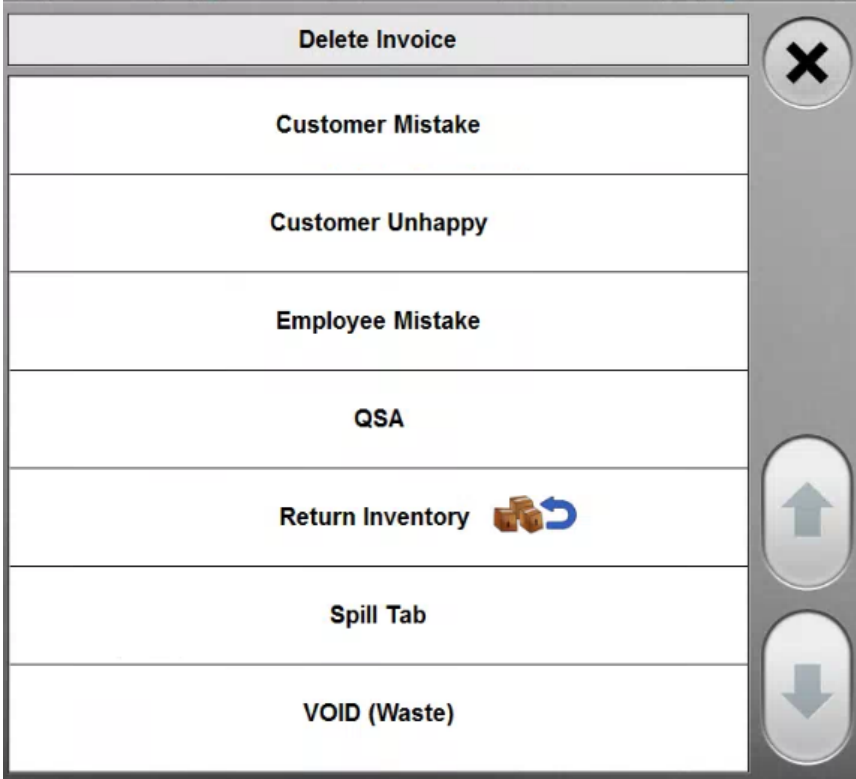 Delete Invoice
Customer Mistake
Customer Unhappy
Employee Mistake
QSA
Return Inventory
Spill Tab
VOID (Waste)